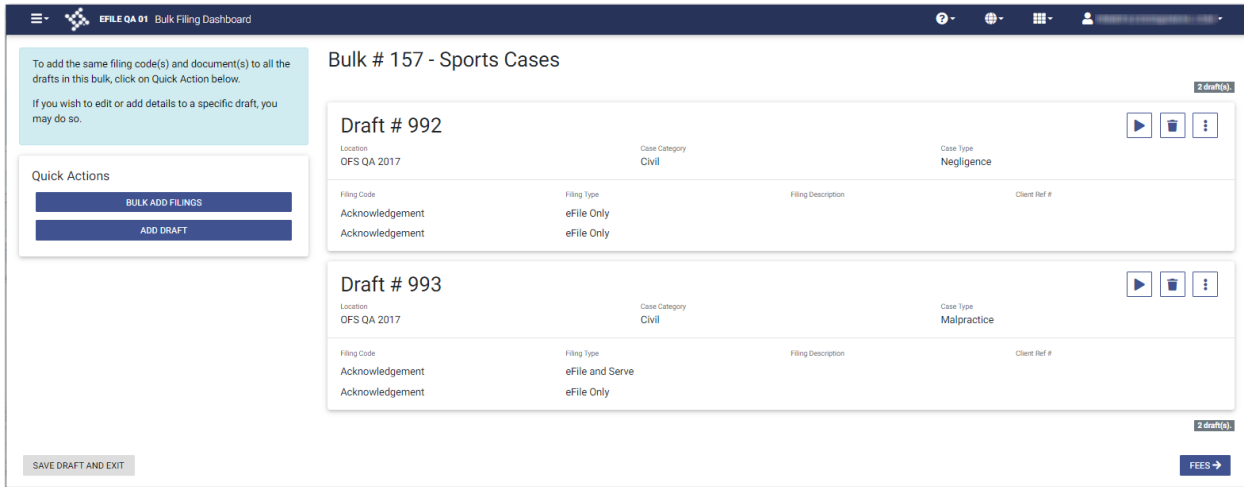 EFILE QA 01 Bulk Filing Dashboard
To add the same filing code(s) and document(s) to all the
drafts in this bulk, click on Quick Action below.
If you wish to edit or add details to a specific draft, you
may do so.
Quick Actions
BULK ADD FILINGS
ADD DRAFT
Bulk # 157 - Sports Cases
2 draft(s).
Draft # 992
Location Case Category Case Type
OFS QA 2017 Civil Negligence
Filing Code Filing Type Filing Description Client Ref #
Acknowledgement eFile Only
Acknowledgement eFile Only
Draft # 993
Location Case Category Case Type
OFS QA 2017 Civil Malpractice
Filing Code Filing Type Filing Description Client Ref #
Acknowledgement eFile and Serve
Acknowledgement eFile Only
2 draft(s).
SAVE DRAFT AND EXIT
FEES